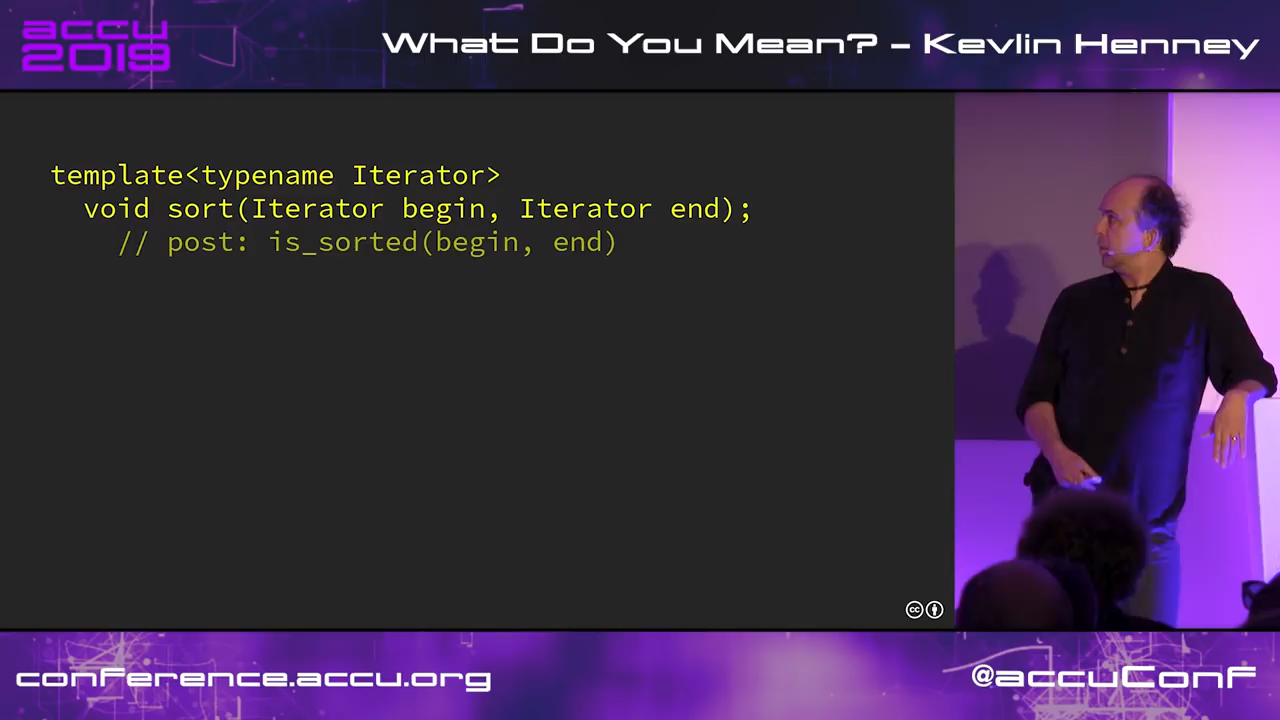 accu
2019
What Do You Mean? – Kevlin Henney
template<typename Iterator>
void sort(Iterator begin, Iterator end);
// post: is_sorted(begin, end)
cc
conference.accu.org
@accuConf